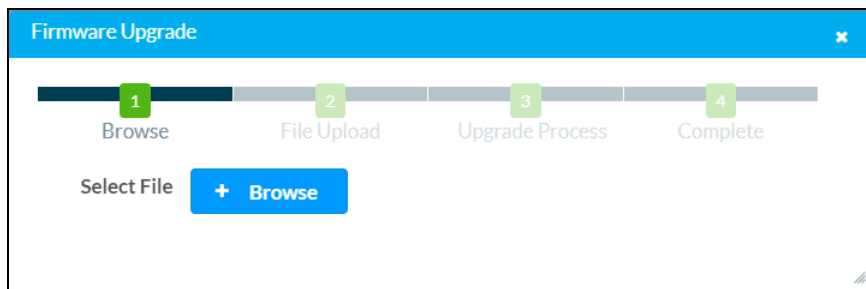 Firmware Upgrade
1 2 3 4
Browse File Upload Upgrade Process Complete
Select File + Browse